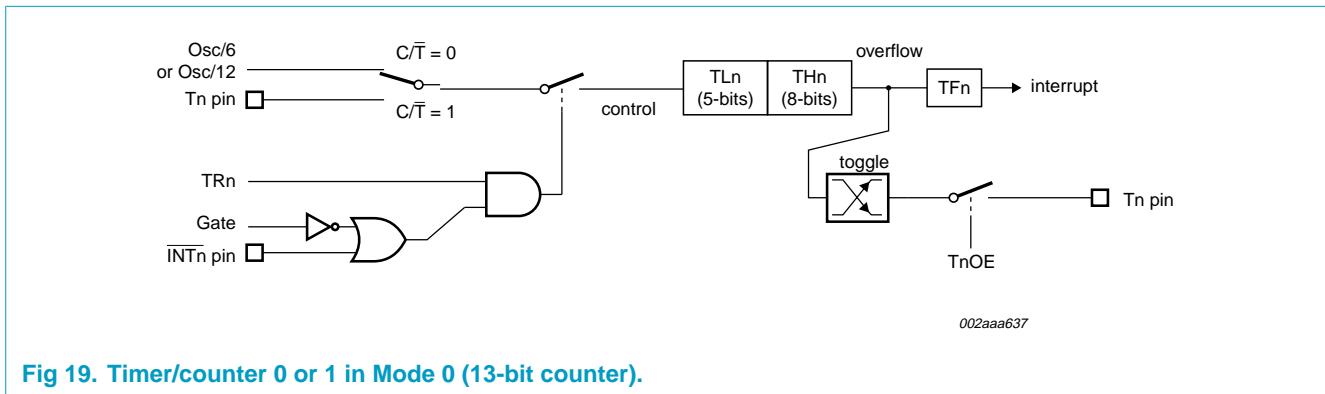 Osc/6
or Osc/12
C/T̅ = 0
Tn pin
C/T̅ = 1
control
TLn
(5-bits)
THn
(8-bits)
overflow
TFn
interrupt
toggle
TRn
Gate
I̅N̅T̅n̅ pin
Tn pin
TnOE
002aaa637
Fig 19. Timer/counter 0 or 1 in Mode 0 (13-bit counter).